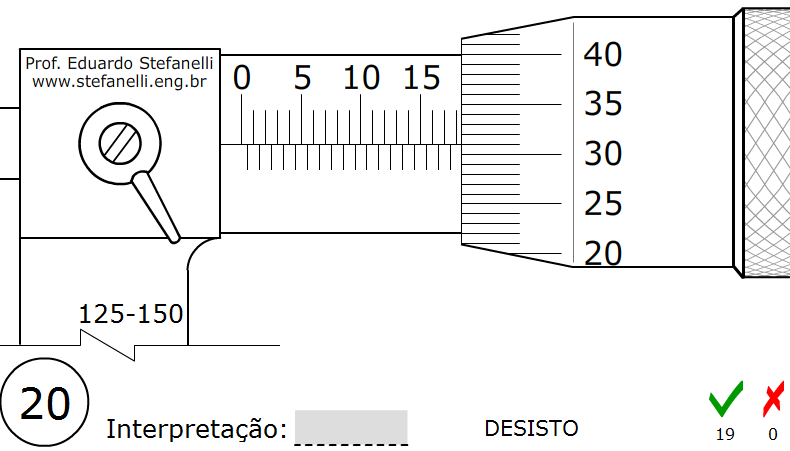 Prof. Eduardo Stefanelli
www.stefanelli.eng.br
0 5 10 15
40
35
30
25
20
125-150
20
Interpretação:
DESISTO
19 0